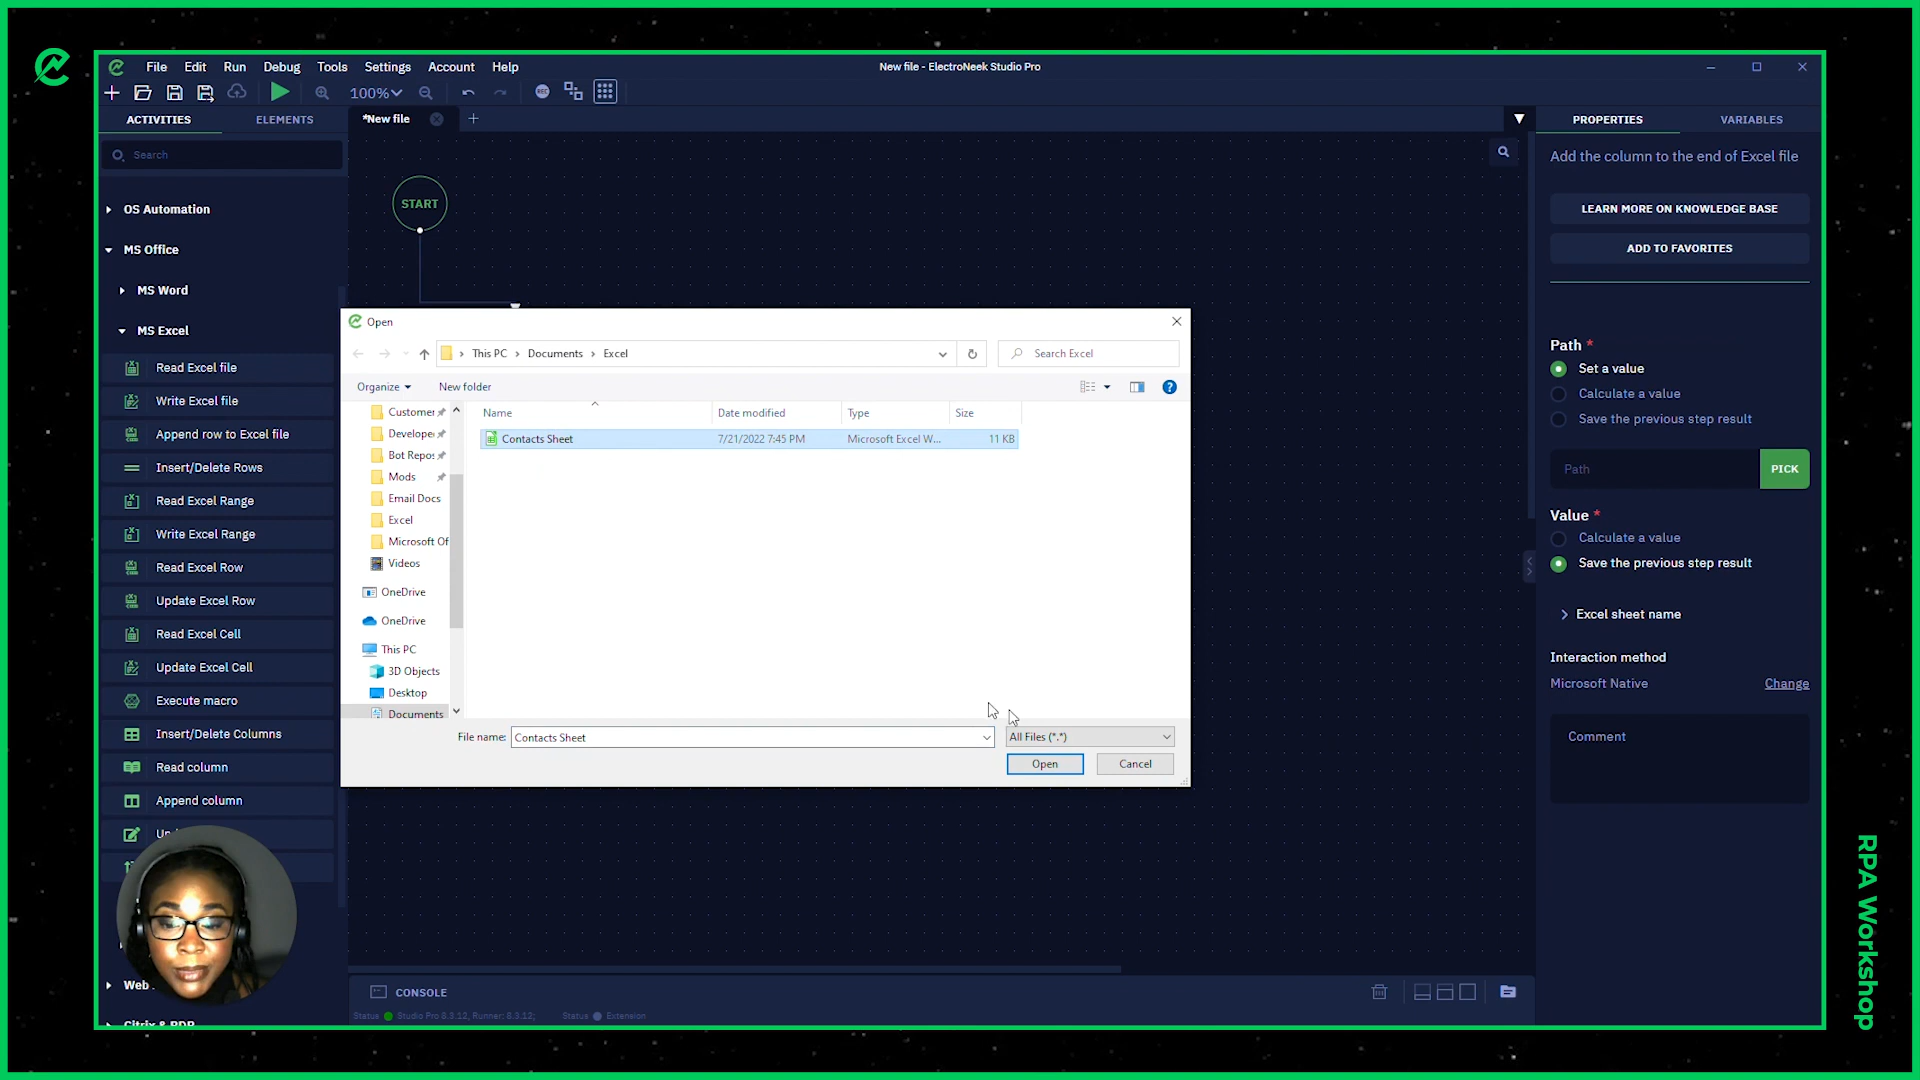 File Edit Run Debug Tools Settings Account Help
New file - ElectroNeek Studio Pro
REC
100%
ACTIVITIES ELEMENTS
*New file
PROPERTIES VARIABLES
Search
OS Automation
MS Office
MS Word
MS Excel
Read Excel file
Write Excel file
Append row to Excel file
Insert/Delete Rows
Read Excel Range
Write Excel Range
Read Excel Row
Update Excel Row
Read Excel Cell
Update Excel Cell
Execute macro
Insert/Delete Columns
Read column
Append column
Web
START
Open
This PC Documents Excel
Search Excel
Organize New folder
Name Date modified Type Size
Contacts Sheet 7/21/2022 7:45 PM Microsoft Excel W... 11 KB
Customer
Develope
Bot Repos
Mods
Email Docs
Excel
Microsoft Of
Videos
OneDrive
OneDrive
This PC
3D Objects
Desktop
Documents
File name: Contacts Sheet All Files (*.*)
Open Cancel
Add the column to the end of Excel file
LEARN MORE ON KNOWLEDGE BASE
ADD TO FAVORITES
Path *
Set a value
Calculate a value
Save the previous step result
Path PICK
Value *
Calculate a value
Save the previous step result
Excel sheet name
Interaction method
Microsoft Native Change
Comment
CONSOLE
Status Studio Pro 8.3.12, Runner: 8.3.12; Status Extension
RPA Workshop